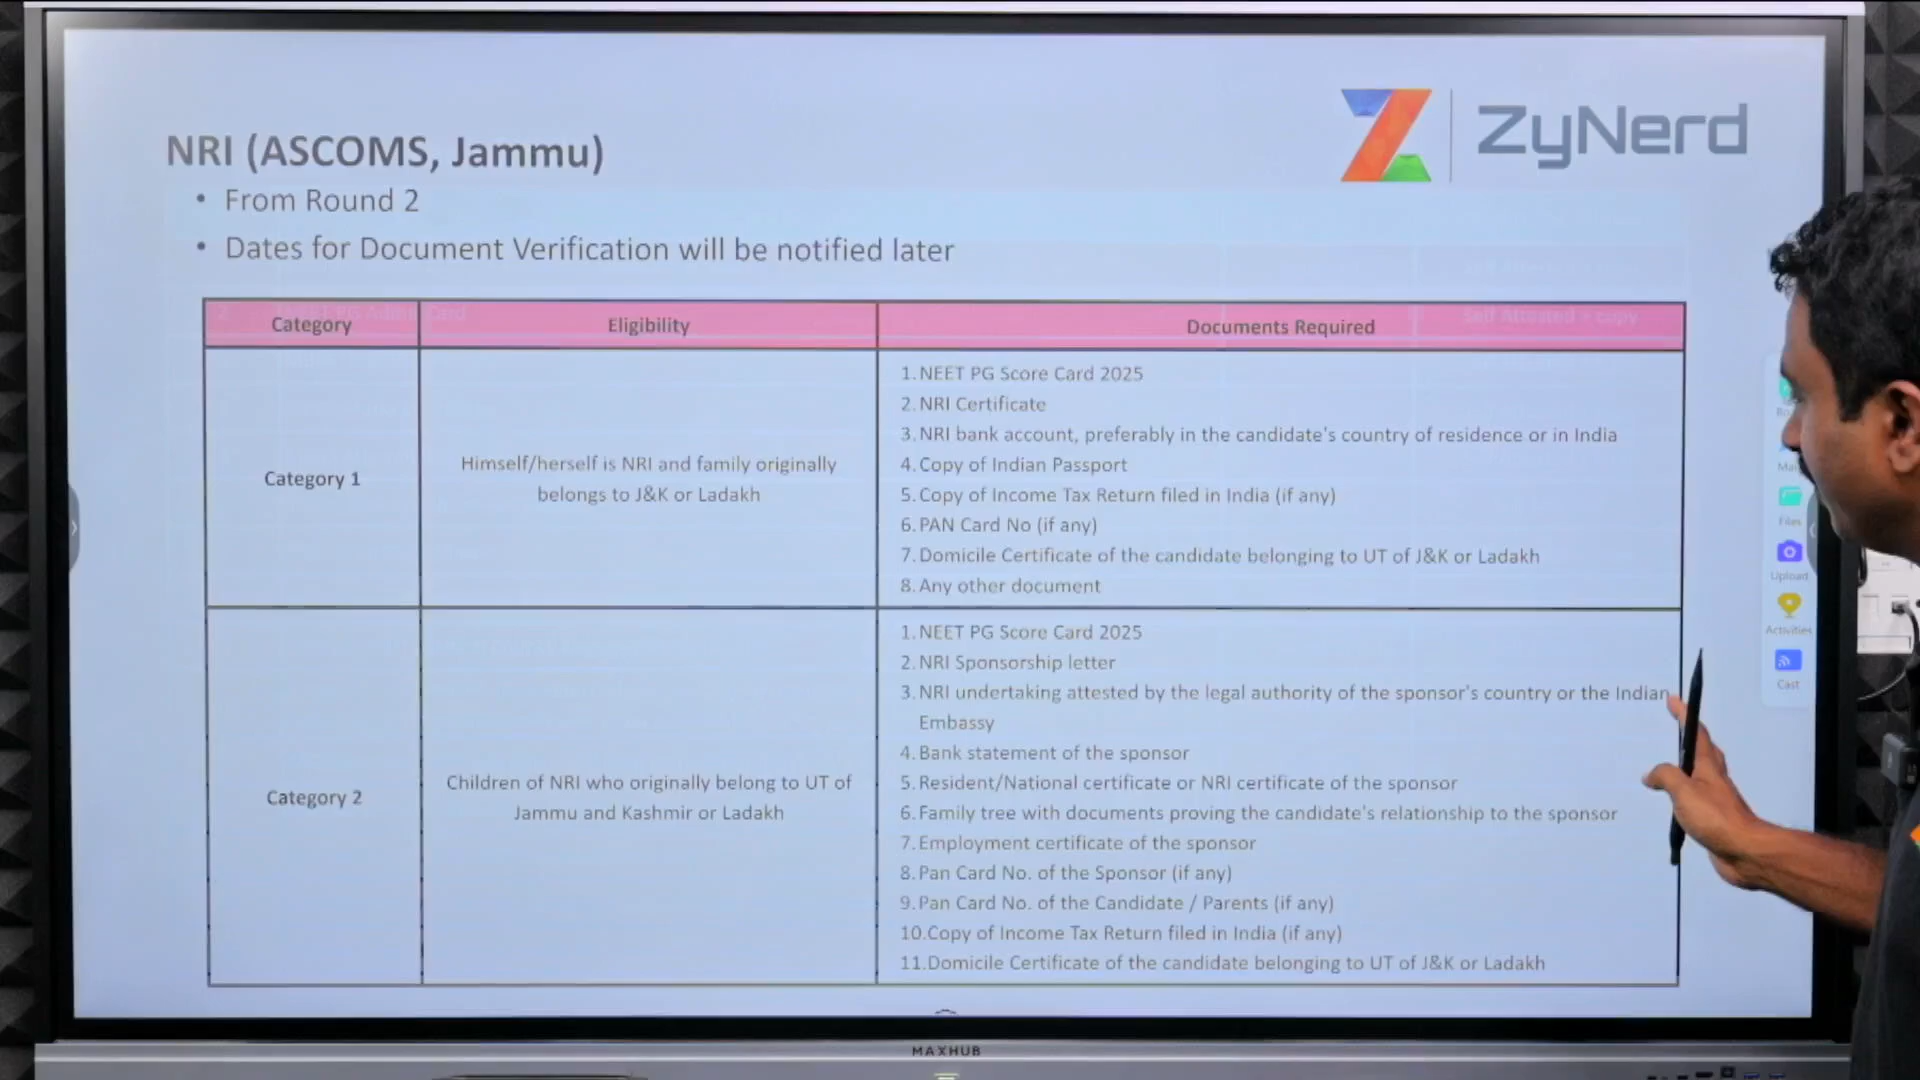 ZyNerd
NRI (ASCOMS, Jammu)
• From Round 2
• Dates for Document Verification will be notified later
Category
Eligibility
Documents Required
Self Attested - copy
Category 1
Himself/herself is NRI and family originally
belongs to J&K or Ladakh
1. NEET PG Score Card 2025
2. NRI Certificate
3. NRI bank account, preferably in the candidate's country of residence or in India
4. Copy of Indian Passport
5. Copy of Income Tax Return filed in India (if any)
6. PAN Card No (if any)
7. Domicile Certificate of the candidate belonging to UT of J&K or Ladakh
8. Any other document
Category 2
Children of NRI who originally belong to UT of
Jammu and Kashmir or Ladakh
1. NEET PG Score Card 2025
2. NRI Sponsorship letter
3. NRI undertaking attested by the legal authority of the sponsor's country or the Indian
Embassy
4. Bank statement of the sponsor
5. Resident/National certificate or NRI certificate of the sponsor
6. Family tree with documents proving the candidate's relationship to the sponsor
7. Employment certificate of the sponsor
8. Pan Card No. of the Sponsor (if any)
9. Pan Card No. of the Candidate / Parents (if any)
10. Copy of Income Tax Return filed in India (if any)
11. Domicile Certificate of the candidate belonging to UT of J&K or Ladakh
Files
Upload
Activities
Cast
MAXHUB